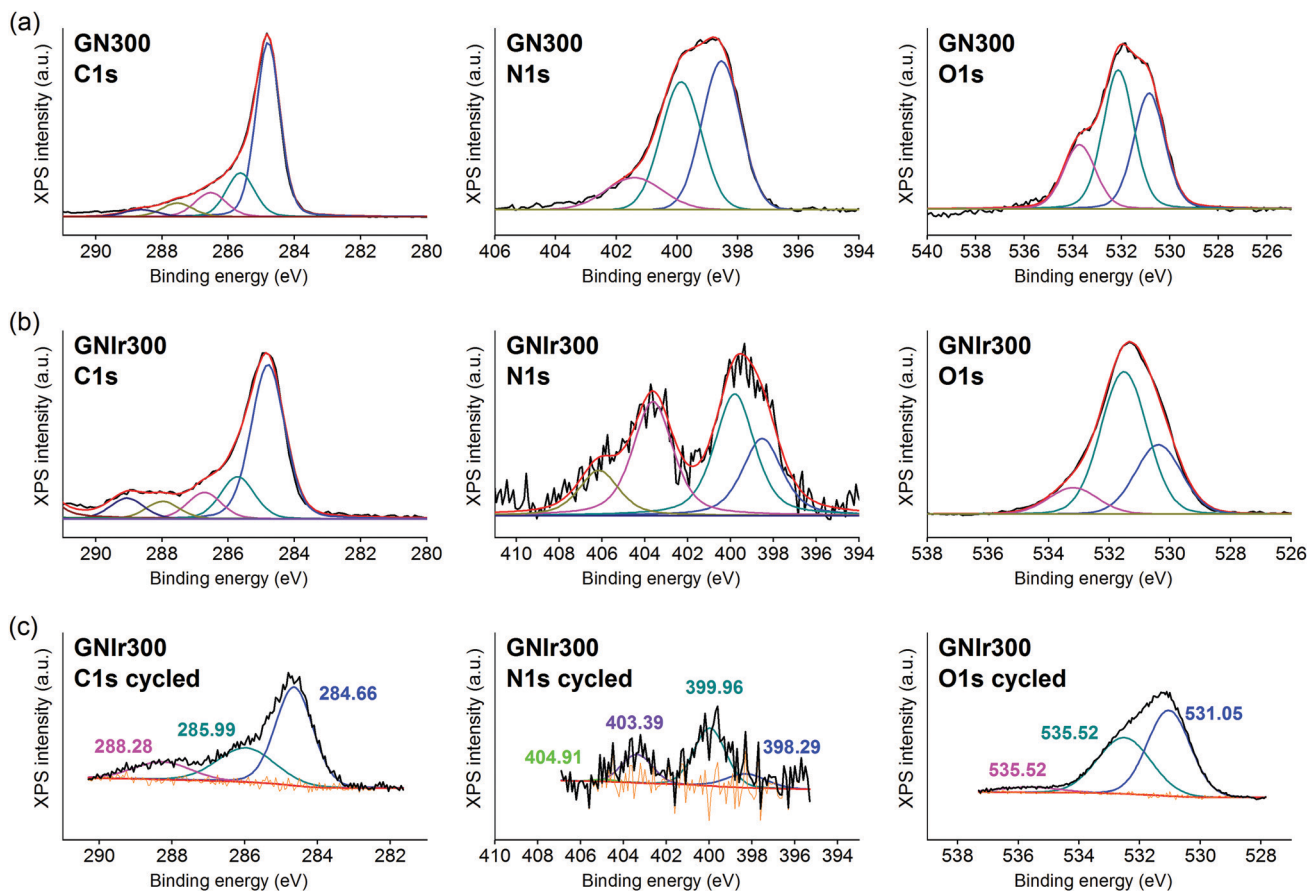 (a)
GN300
C1s
XPS intensity (a.u.)
290 288 286 284 282 280
Binding energy (eV)
GN300
N1s
XPS intensity (a.u.)
406 404 402 400 398 396 394
Binding energy (eV)
GN300
O1s
XPS intensity (a.u.)
540 538 536 534 532 530 528 526
Binding energy (eV)
(b)
GNIr300
C1s
XPS intensity (a.u.)
290 288 286 284 282 280
Binding energy (eV)
GNIr300
N1s
XPS intensity (a.u.)
410 408 406 404 402 400 398 396 394
Binding energy (eV)
GNIr300
O1s
XPS intensity (a.u.)
538 536 534 532 530 528 526
Binding energy (eV)
(c)
GNIr300
C1s cycled
284.66
285.99
288.28
XPS intensity (a.u.)
290 288 286 284 282
Binding energy (eV)
GNIr300
N1s cycled
399.96
403.39
398.29
404.91
XPS intensity (a.u.)
410 408 406 404 402 400 398 396 394
Binding energy (eV)
GNIr300
O1s cycled
531.05
535.52
535.52
XPS intensity (a.u.)
538 536 534 532 530 528
Binding energy (eV)